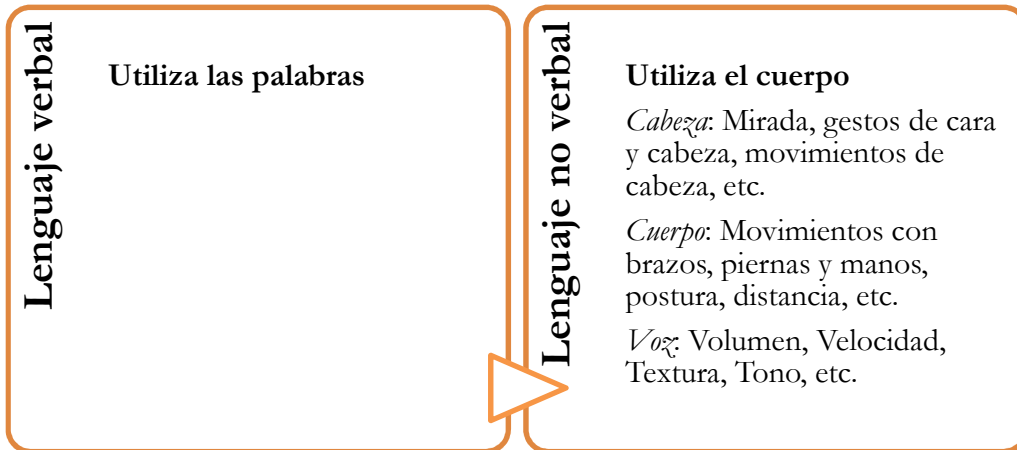 Lenguaje verbal
Utiliza las palabras
Lenguaje no verbal
Utiliza el cuerpo
Cabeza: Mirada, gestos de cara
y cabeza, movimientos de
cabeza, etc.
Cuerpo: Movimientos con
brazos, piernas y manos,
postura, distancia, etc.
Voz: Volumen, Velocidad,
Textura, Tono, etc.